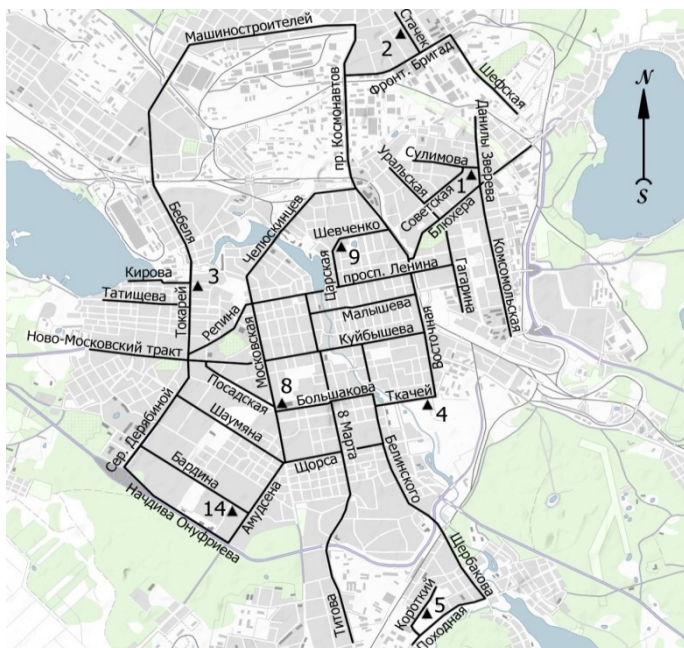 Машиностроителей
Стачек
2
Фронт. Бригад
Шефская
N
S
пр. Космонавтов
Данилы Зверева
Сулимова
Уральская
1
Советская
Блюхера
Бебеля
Челюскинцев
Шевченко
9
Царская
просп. Ленина
Гагарина
Комсомольская
Кирова
3
Татищева
Токарей
Репина
Малышева
Куйбышева
Восточная
Ново-Московский тракт
Московская
Посадская
8
Большакова
Ткачей
4
Шаумяна
Сер. Дерябиной
8 Марта
Белинского
Бардина
Щорса
14
Амудсена
Начдива Онуфриева
Щербакова
Короткий
5
Походная
Титова